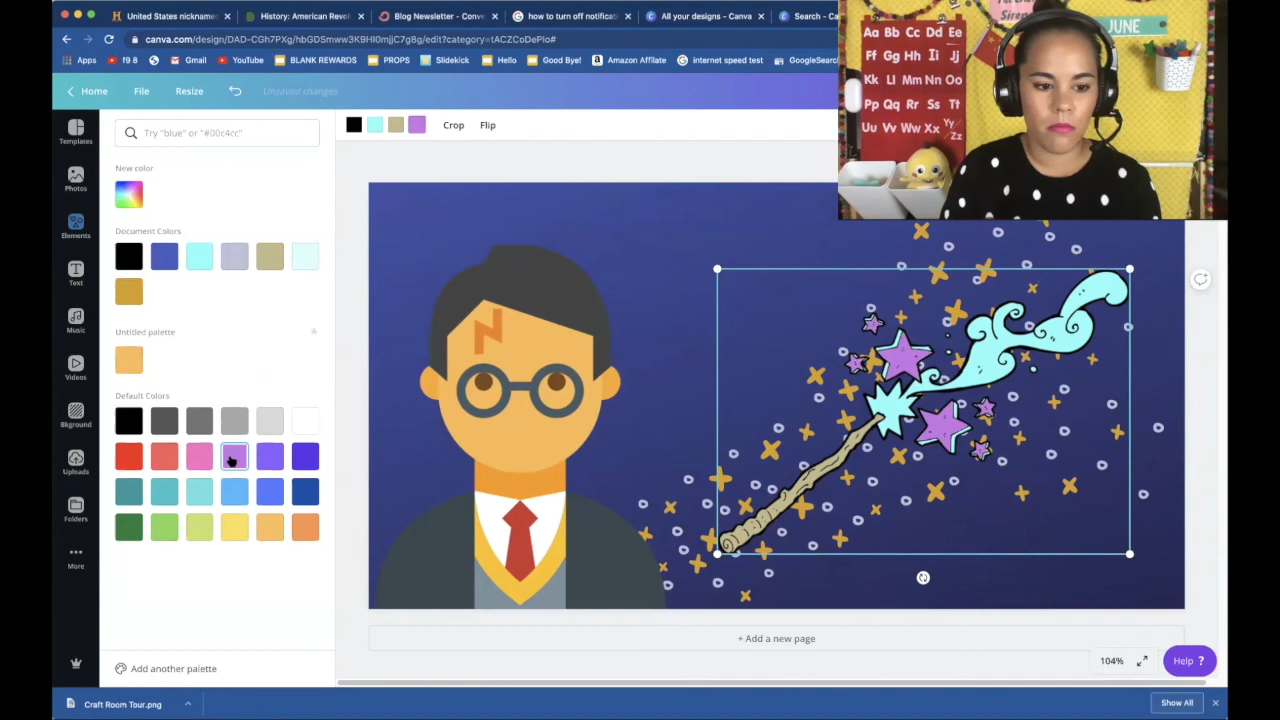 United States nickname
History: American Revol
Blog Newsletter - Conve
how to turn off notificat
All your designs - Canva
Search - Ca
canva.com/design/DAD-CGh7PXg/hbGDSmww3K9HI0mjjC7g8g/edit?category=tACZCoDePlo#
Apps
f9 8
Gmail
YouTube
BLANK REWARDS
PROPS
Slidekick
Hello
Good Bye!
Amazon Affilate
internet speed test
GoogleSearch
Home
File
Resize
Unsaved changes
JUNE
Aa Bb Cc Dd Ee
Ff Gg Hh Ii Jj
Kk Ll Mm Nn Oo
Pp Qq Rr Ss Tt
Uu Vv Ww Xx Yy/Zz
Templates
Photos
Elements
Text
Music
Videos
Bkground
Uploads
Folders
More
Try "blue" or "#00c4cc"
New color
Document Colors
Untitled palette
Default Colors
Add another palette
Crop
Flip
+ Add a new page
104%
Help ?
Craft Room Tour.png
Show All